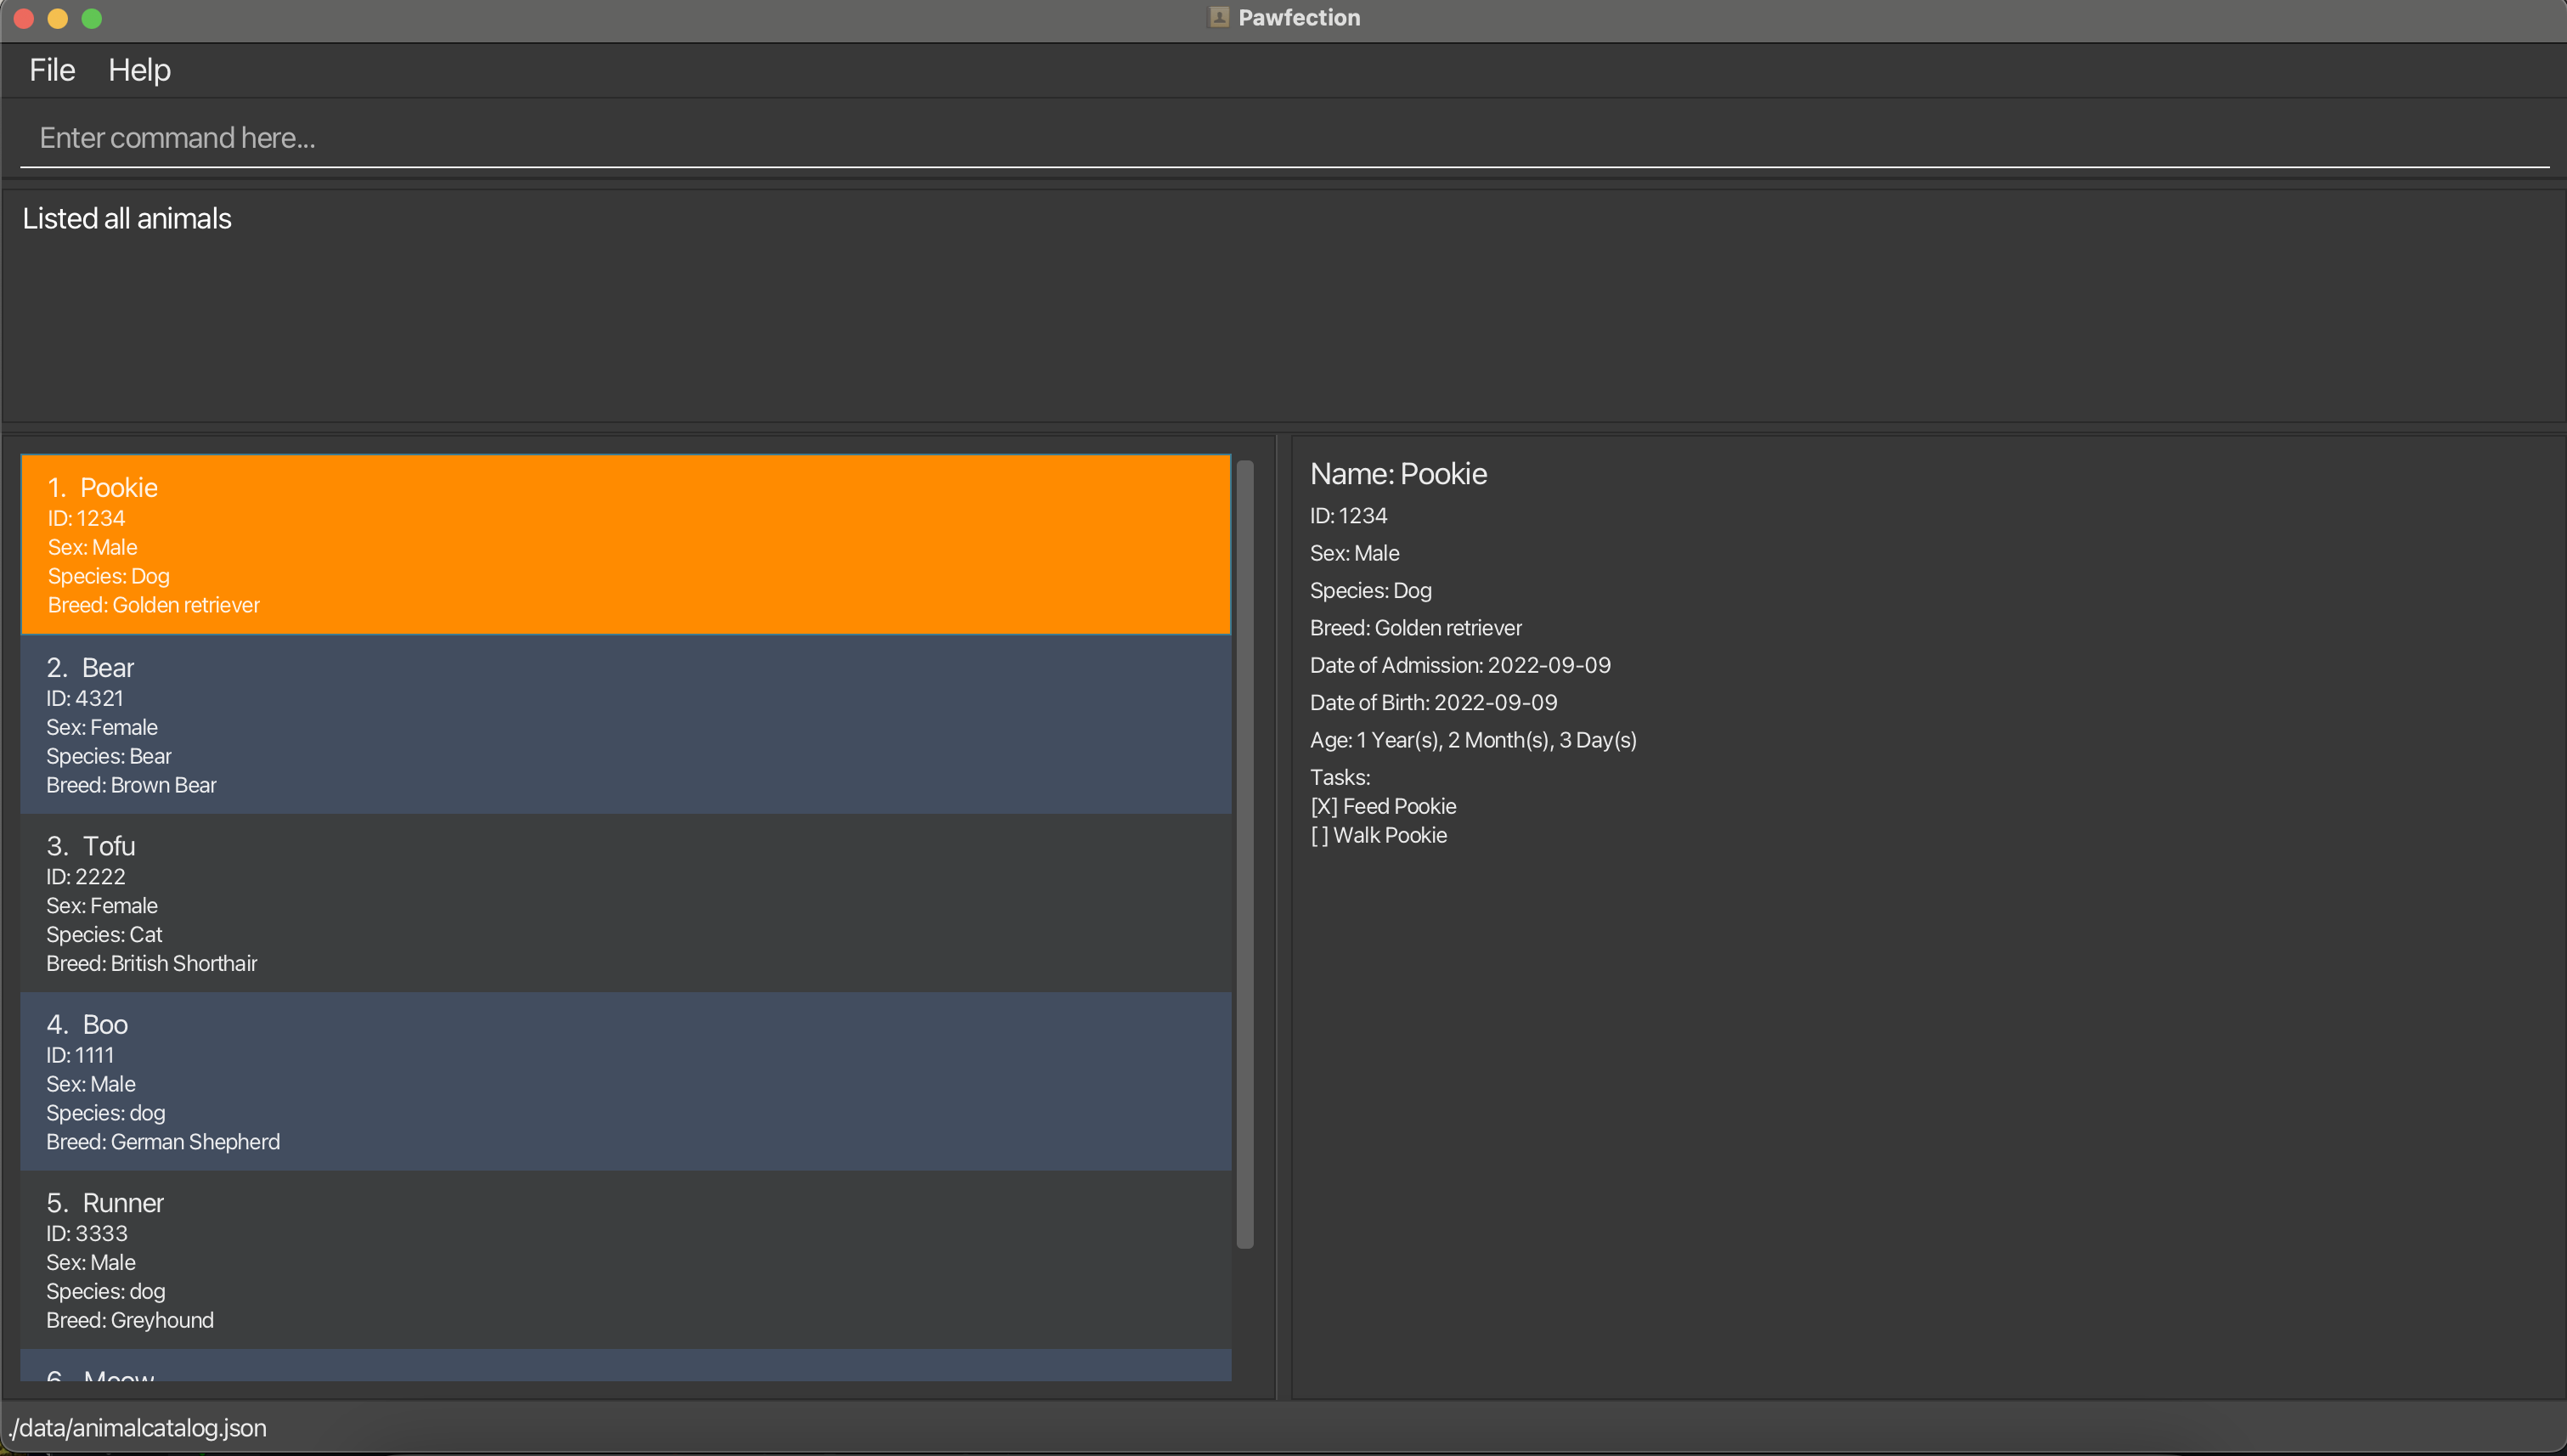 Pawfection
File Help
Enter command here...
Listed all animals
1. Pookie
ID: 1234
Sex: Male
Species: Dog
Breed: Golden retriever
2. Bear
ID: 4321
Sex: Female
Species: Bear
Breed: Brown Bear
3. Tofu
ID: 2222
Sex: Female
Species: Cat
Breed: British Shorthair
4. Boo
ID: 1111
Sex: Male
Species: dog
Breed: German Shepherd
5. Runner
ID: 3333
Sex: Male
Species: dog
Breed: Greyhound
6. Meow
Name: Pookie
ID: 1234
Sex: Male
Species: Dog
Breed: Golden retriever
Date of Admission: 2022-09-09
Date of Birth: 2022-09-09
Age: 1 Year(s), 2 Month(s), 3 Day(s)
Tasks:
[X] Feed Pookie
[ ] Walk Pookie
./data/animalcatalog.json